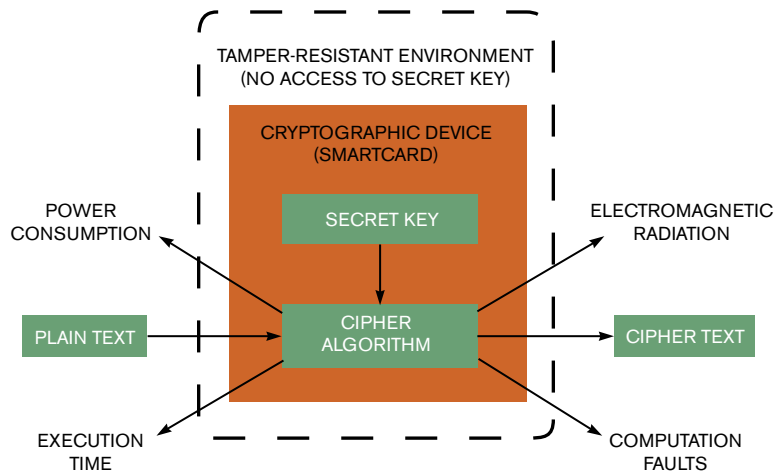 TAMPER-RESISTANT ENVIRONMENT
(NO ACCESS TO SECRET KEY)
CRYPTOGRAPHIC DEVICE
(SMARTCARD)
POWER
CONSUMPTION
SECRET KEY
ELECTROMAGNETIC
RADIATION
PLAIN TEXT
CIPHER
ALGORITHM
CIPHER TEXT
EXECUTION
TIME
COMPUTATION
FAULTS